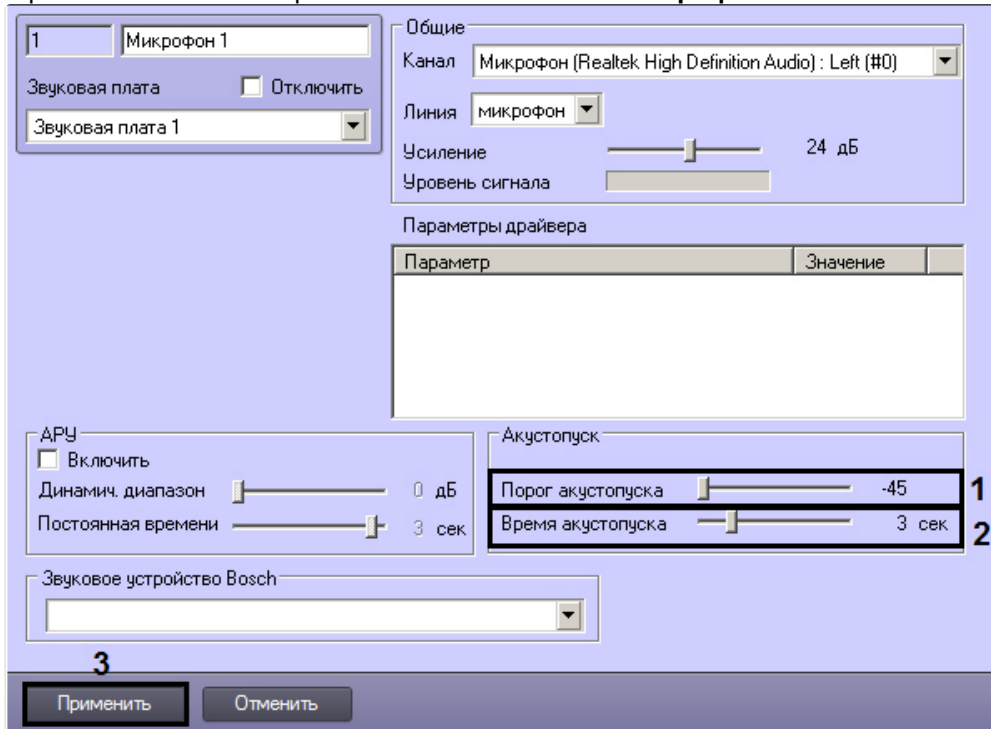 1 Микрофон 1
Звуковая плата Отключить
Звуковая плата 1
Общие
Канал Микрофон (Realtek High Definition Audio) : Left (#0)
Линия микрофон
Усиление 24 дБ
Уровень сигнала
Параметры драйвера
Параметр Значение
АРУ
Включить
Динамич. диапазон 0 дБ
Постоянная времени 3 сек
Акустопуск
Порог акустопуска -45 1
Время акустопуска 3 сек 2
Звуковое устройство Bosch
3
Применить Отменить